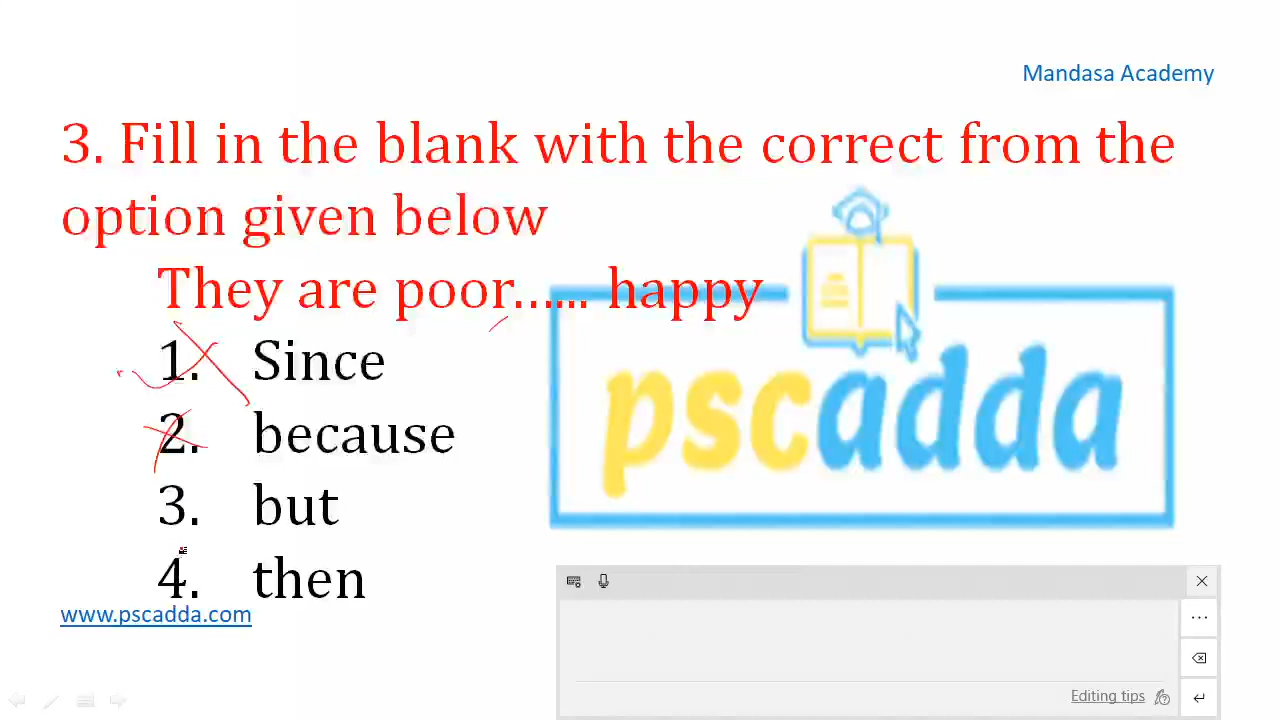 Mandasa Academy
3. Fill in the blank with the correct from the
option given below
They are poor...... happy
1. Since
2. because
3. but
4. then
pscadda
www.pscadda.com
Editing tips